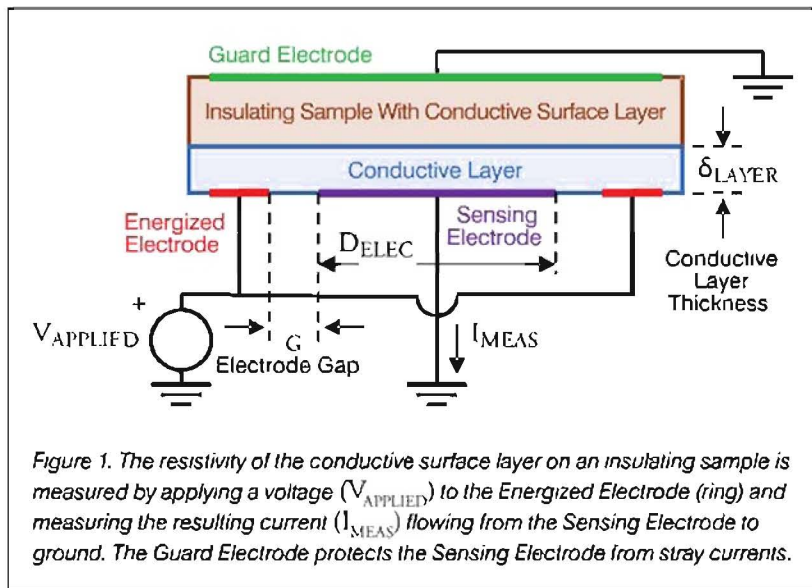 Guard Electrode
Insulating Sample With Conductive Surface Layer
Conductive Layer
δLAYER
Energized
Electrode
Sensing
Electrode
DELEC
Conductive
Layer
Thickness
+
VAPPLIED
G
IMEAS
Electrode Gap
Figure 1. The resistivity of the conductive surface layer on an insulating sample is
measured by applying a voltage (VAPPLIED) to the Energized Electrode (ring) and
measuring the resulting current (IMEAS) flowing from the Sensing Electrode to
ground. The Guard Electrode protects the Sensing Electrode from stray currents.